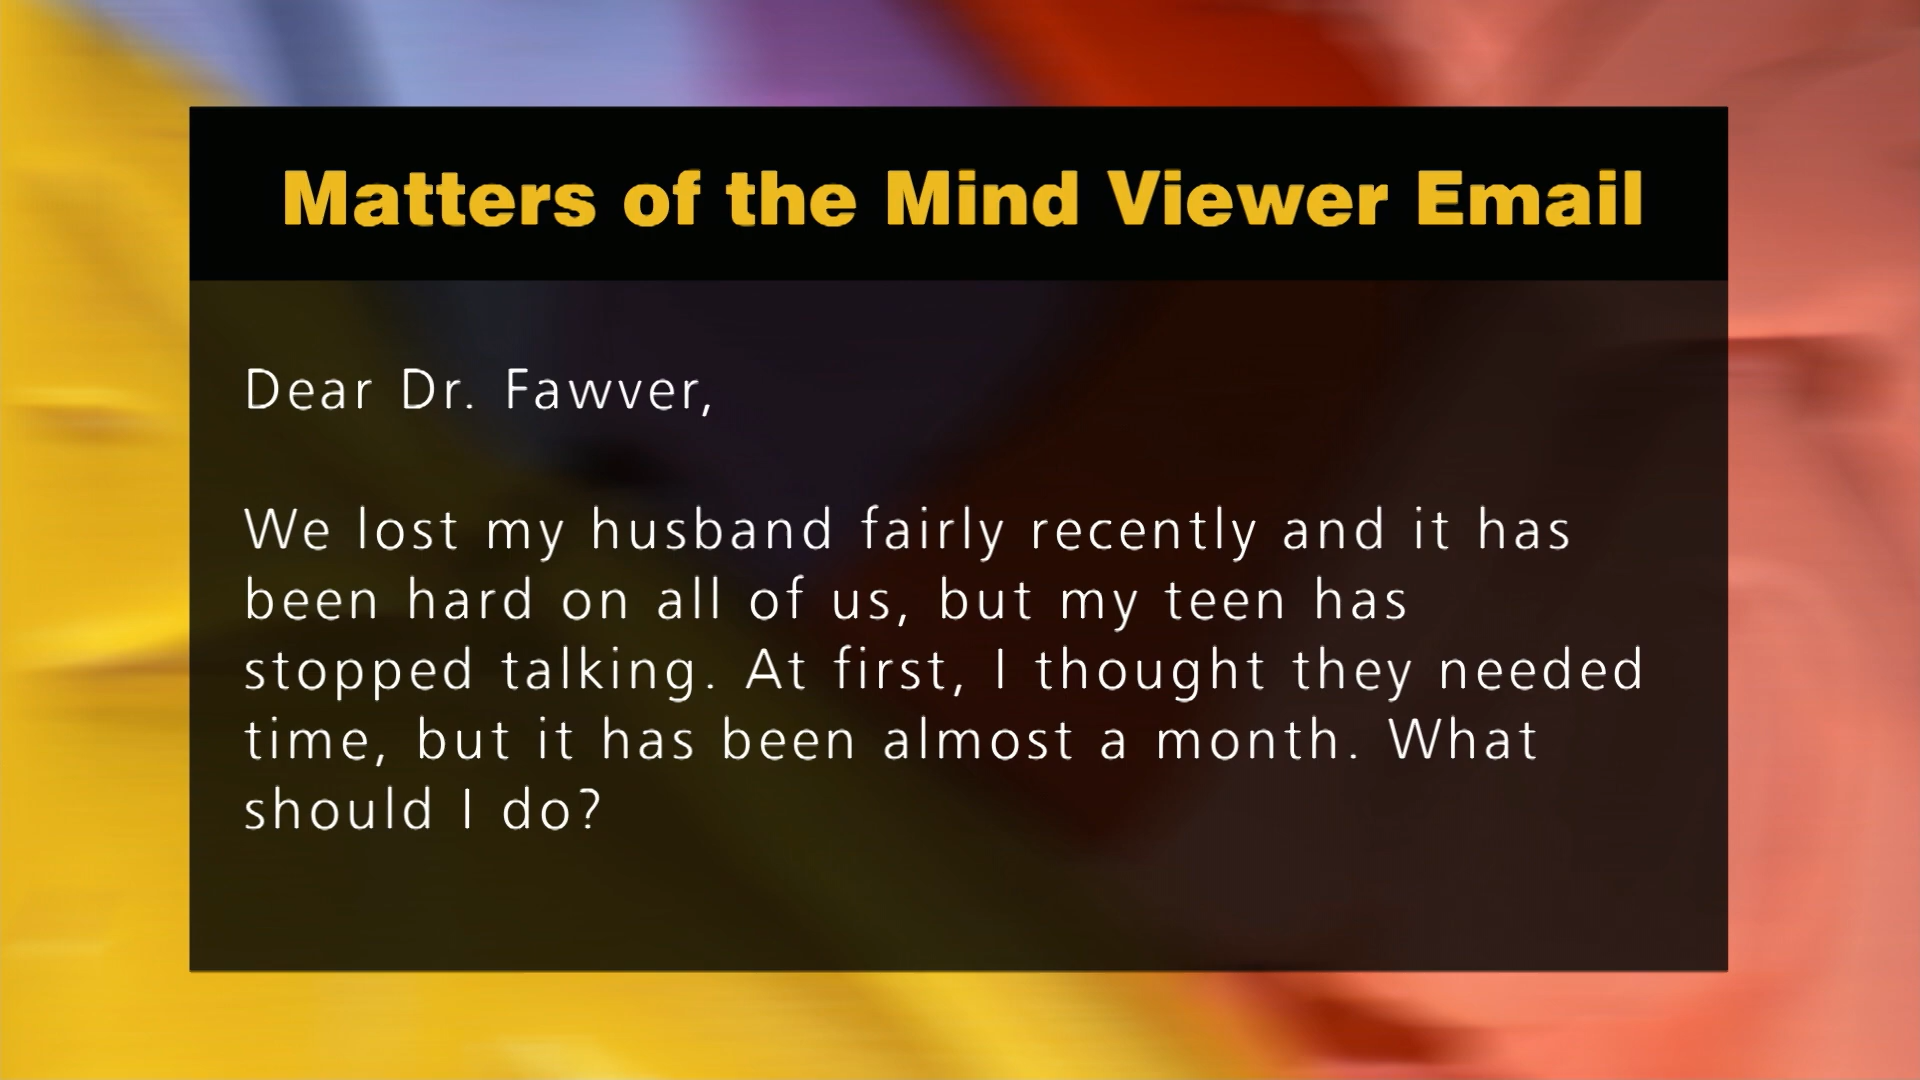 Matters of the Mind Viewer Email
Dear Dr. Fawver,
We lost my husband fairly recently and it has
been hard on all of us, but my teen has
stopped talking. At first, I thought they needed
time, but it has been almost a month. What
should I do?